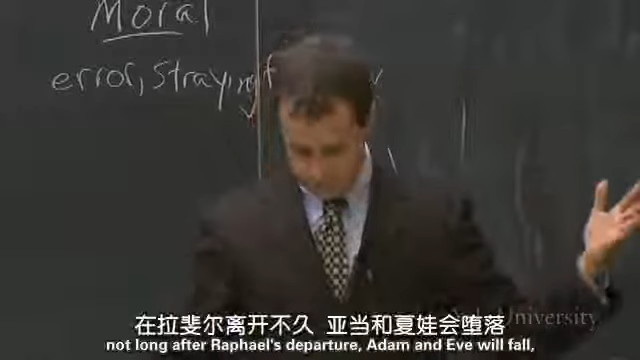 Moral
error, straying
University
在拉斐尔离开不久 亚当和夏娃会堕落
not long after Raphael's departure, Adam and Eve will fall,